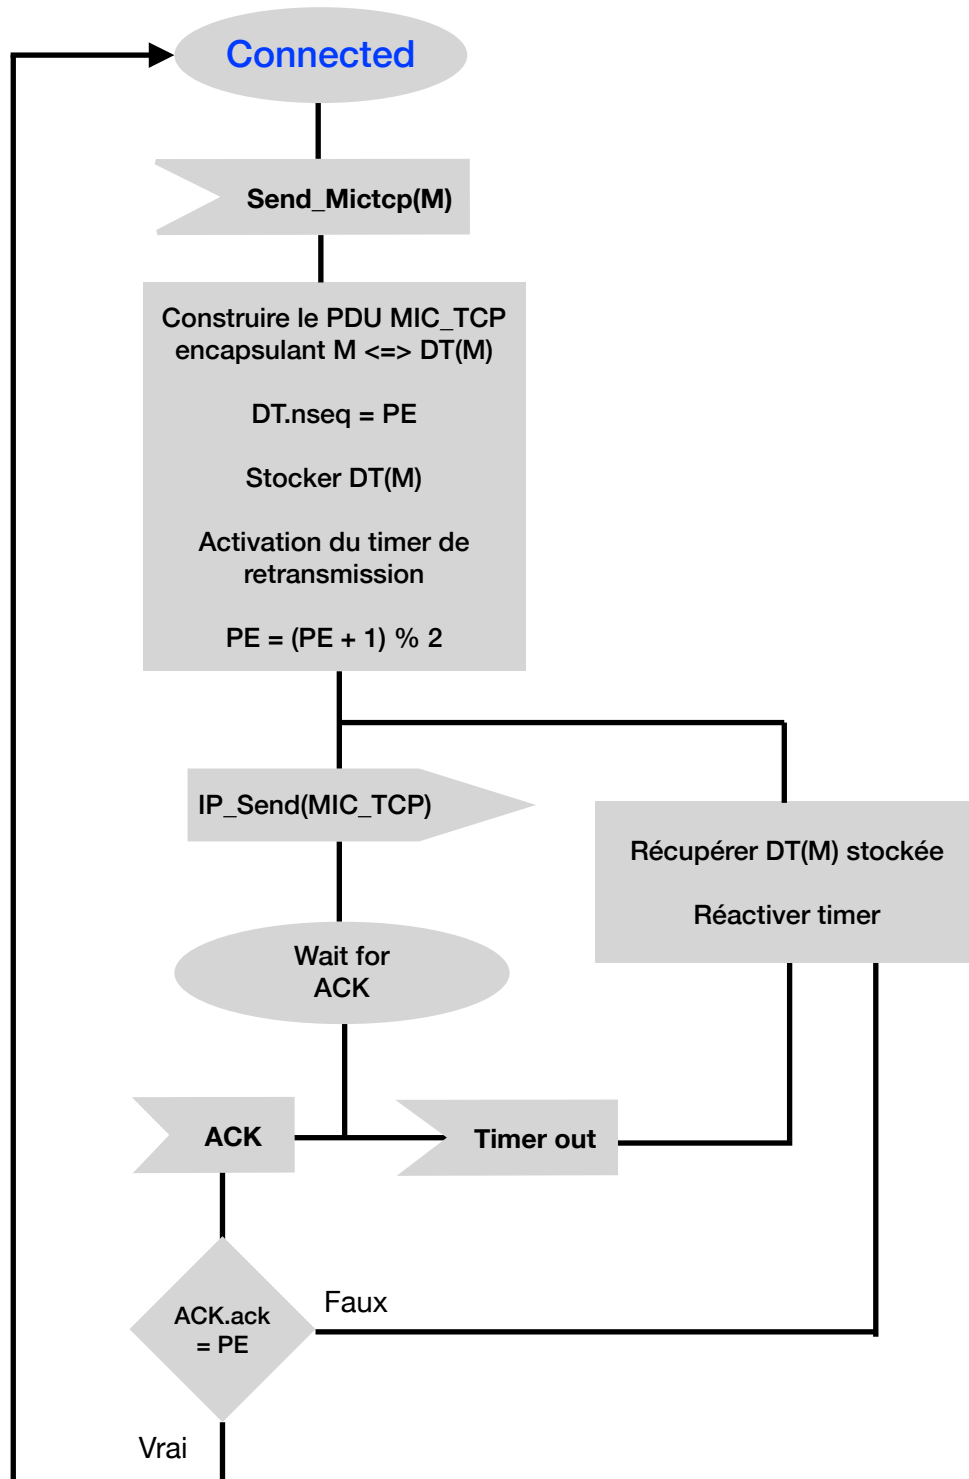 Connected
Send_Mictcp(M)
Construire le PDU MIC_TCP
encapsulant M <=> DT(M)
DT.nseq = PE
Stocker DT(M)
Activation du timer de
retransmission
PE = (PE + 1) % 2
IP_Send(MIC_TCP)
Récupérer DT(M) stockée
Réactiver timer
Wait for
ACK
ACK
Timer out
ACK.ack
= PE
Faux
Vrai